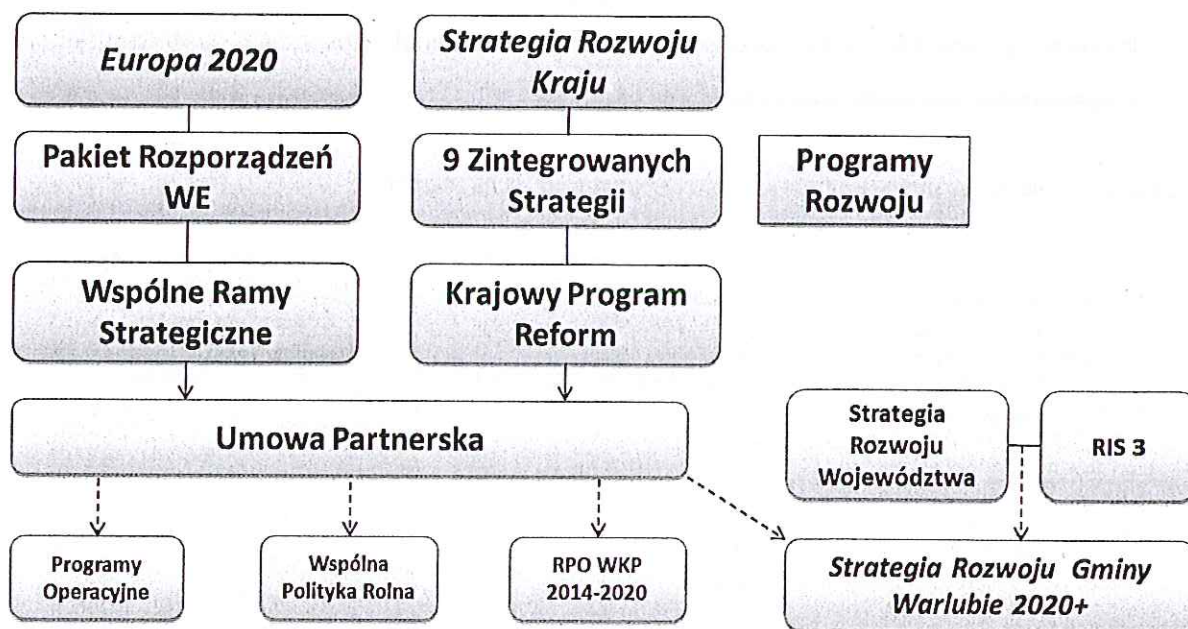 Europa 2020
Strategia Rozwoju
Kraju
Pakiet Rozporządzeń
WE
9 Zintegrowanych
Strategii
Programy
Rozwoju
Wspólne Ramy
Strategiczne
Krajowy Program
Reform
Umowa Partnerska
Strategia
Rozwoju
Województwa
RIS 3
Programy
Operacyjne
Wspólna
Polityka Rolna
RPO WKP
2014-2020
Strategia Rozwoju Gminy
Warlubie 2020+